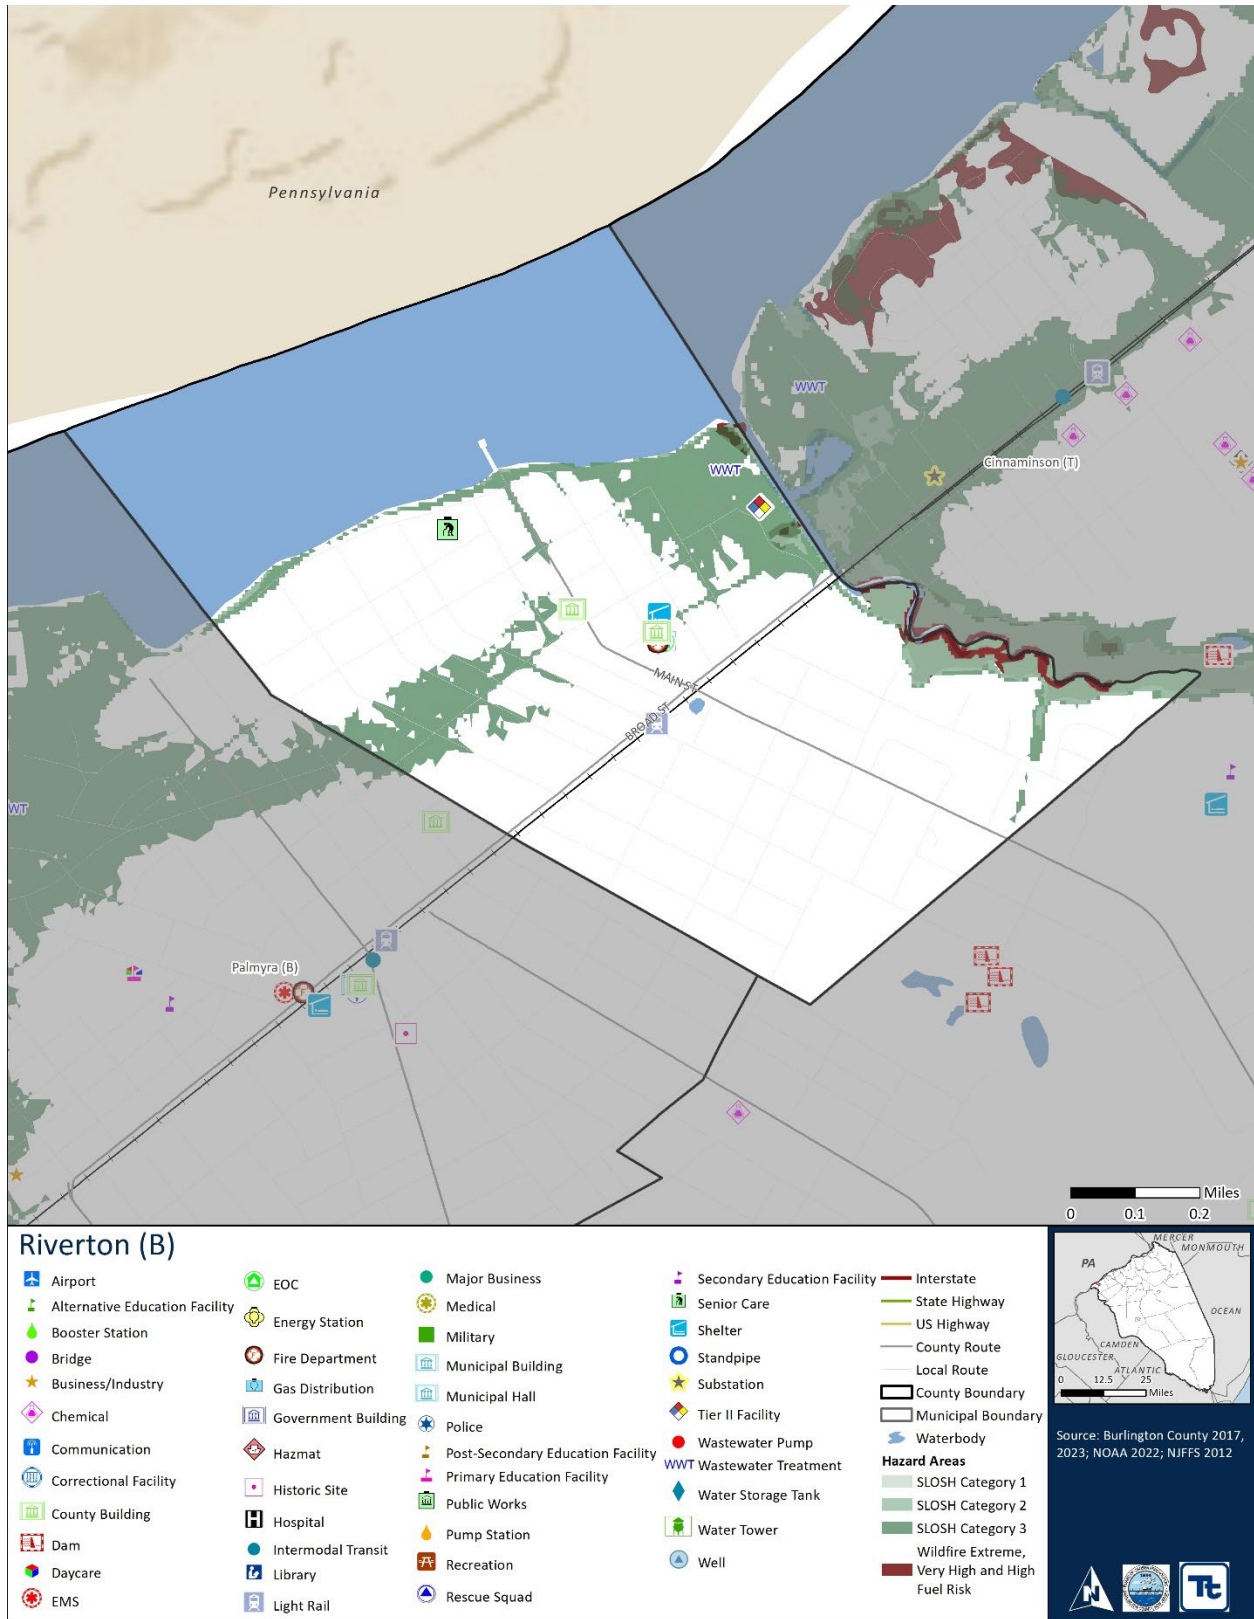 Pennsylvania
WWT
WWT
Cinnaminson (T)
MAIN ST
BROAD ST
WT
Palmyra (B)
Miles
0 0.1 0.2
Riverton (B)
Airport
Alternative Education Facility
Booster Station
Bridge
Business/Industry
Chemical
Communication
Correctional Facility
County Building
Dam
Daycare
EMS
EOC
Energy Station
Fire Department
Gas Distribution
Government Building
Hazmat
Historic Site
Hospital
Intermodal Transit
Library
Light Rail
Major Business
Medical
Military
Municipal Building
Municipal Hall
Police
Post-Secondary Education Facility
Primary Education Facility
Public Works
Pump Station
Recreation
Rescue Squad
Secondary Education Facility
Senior Care
Shelter
Standpipe
Substation
Tier II Facility
Wastewater Pump
WWT Wastewater Treatment
Water Storage Tank
Water Tower
Well
Interstate
State Highway
US Highway
County Route
Local Route
County Boundary
Municipal Boundary
Waterbody
Hazard Areas
SLOSH Category 1
SLOSH Category 2
SLOSH Category 3
Wildfire Extreme,
Very High and High
Fuel Risk
MERCER
MONMOUTH
PA
OCEAN
CAMDEN
GLOUCESTER
ATLANTIC
0 12.5 25
Miles
Source: Burlington County 2017,
2023; NOAA 2022; NJFFS 2012
N
Tt